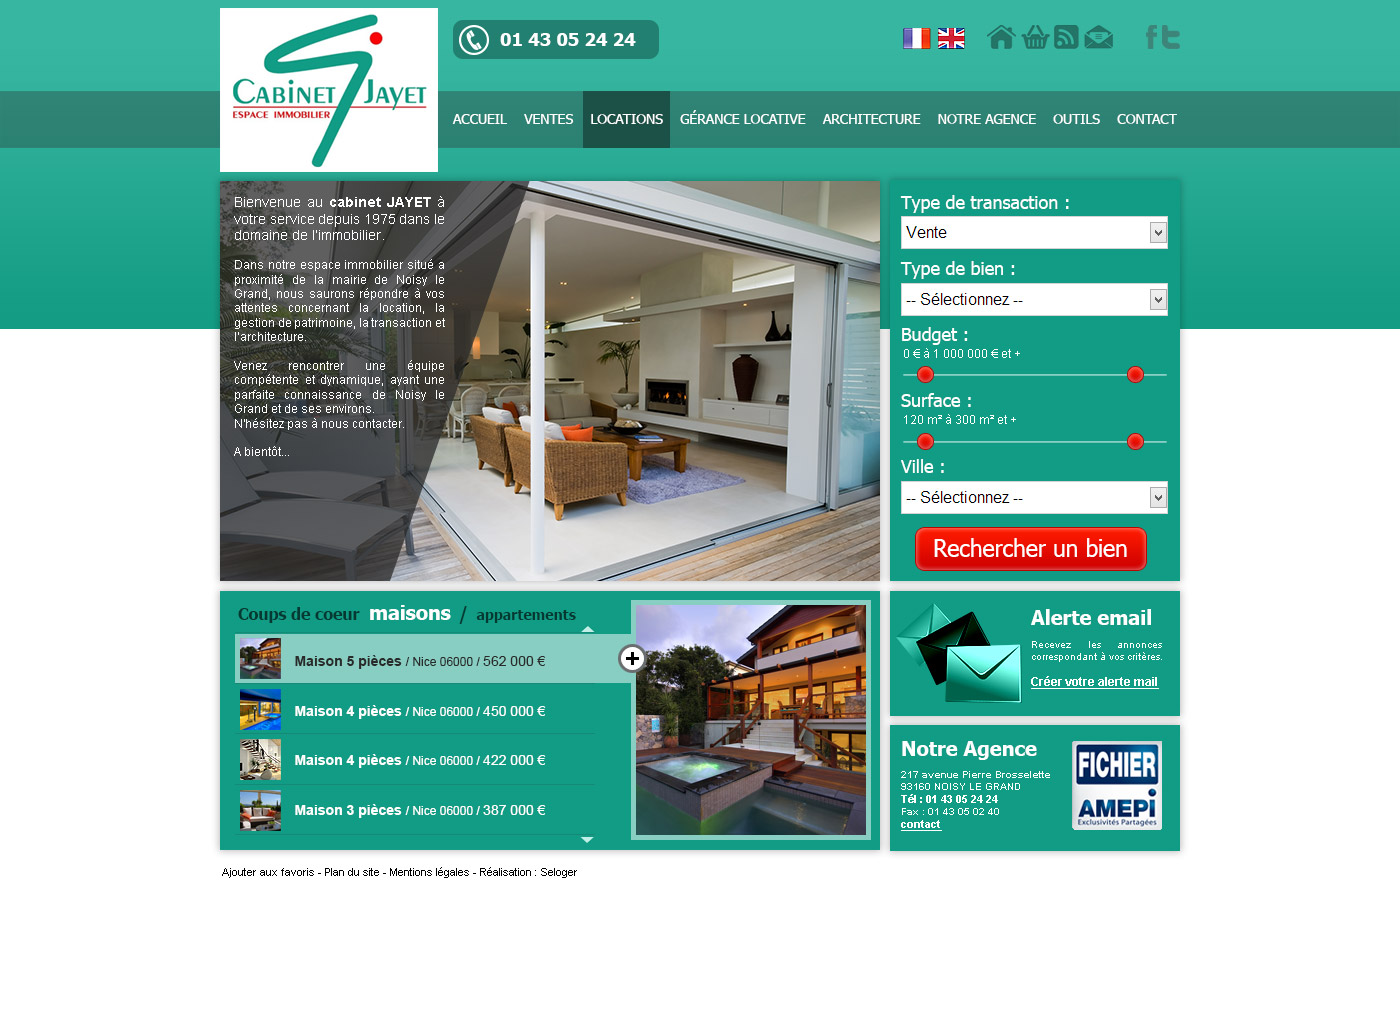 CABINET JAYET
ESPACE IMMOBILIER
01 43 05 24 24
ACCUEIL VENTES LOCATIONS GÉRANCE LOCATIVE ARCHITECTURE NOTRE AGENCE OUTILS CONTACT
Bienvenue au cabinet JAYET à
votre service depuis 1975 dans le
domaine de l'immobilier.
Dans notre espace immobilier situé a
proximité de la mairie de Noisy le
Grand, nous saurons répondre à vos
attentes concernant la location, la
gestion de patrimoine, la transaction et
l'architecture.
Venez rencontrer une équipe
compétente et dynamique, ayant une
parfaite connaissance de Noisy le
Grand et de ses environs.
N'hésitez pas à nous contacter.
A bientôt...
Type de transaction :
Vente
Type de bien :
-- Sélectionnez --
Budget :
0 € à 1 000 000 € et +
Surface :
120 m² à 300 m² et +
Ville :
-- Sélectionnez --
Rechercher un bien
Coups de coeur maisons / appartements
Maison 5 pièces / Nice 06000 / 562 000 €
Maison 4 pièces / Nice 06000 / 450 000 €
Maison 4 pièces / Nice 06000 / 422 000 €
Maison 3 pièces / Nice 06000 / 387 000 €
Alerte email
Recevez les annonces
correspondant à vos critères.
Créer votre alerte mail
Notre Agence
217 avenue Pierre Brosselette
93160 NOISY LE GRAND
Tél : 01 43 05 24 24
Fax : 01 43 05 02 40
contact
FICHIER
AMEPI
Exclusivités Partagées
Ajouter aux favoris - Plan du site - Mentions légales - Réalisation : Seloger